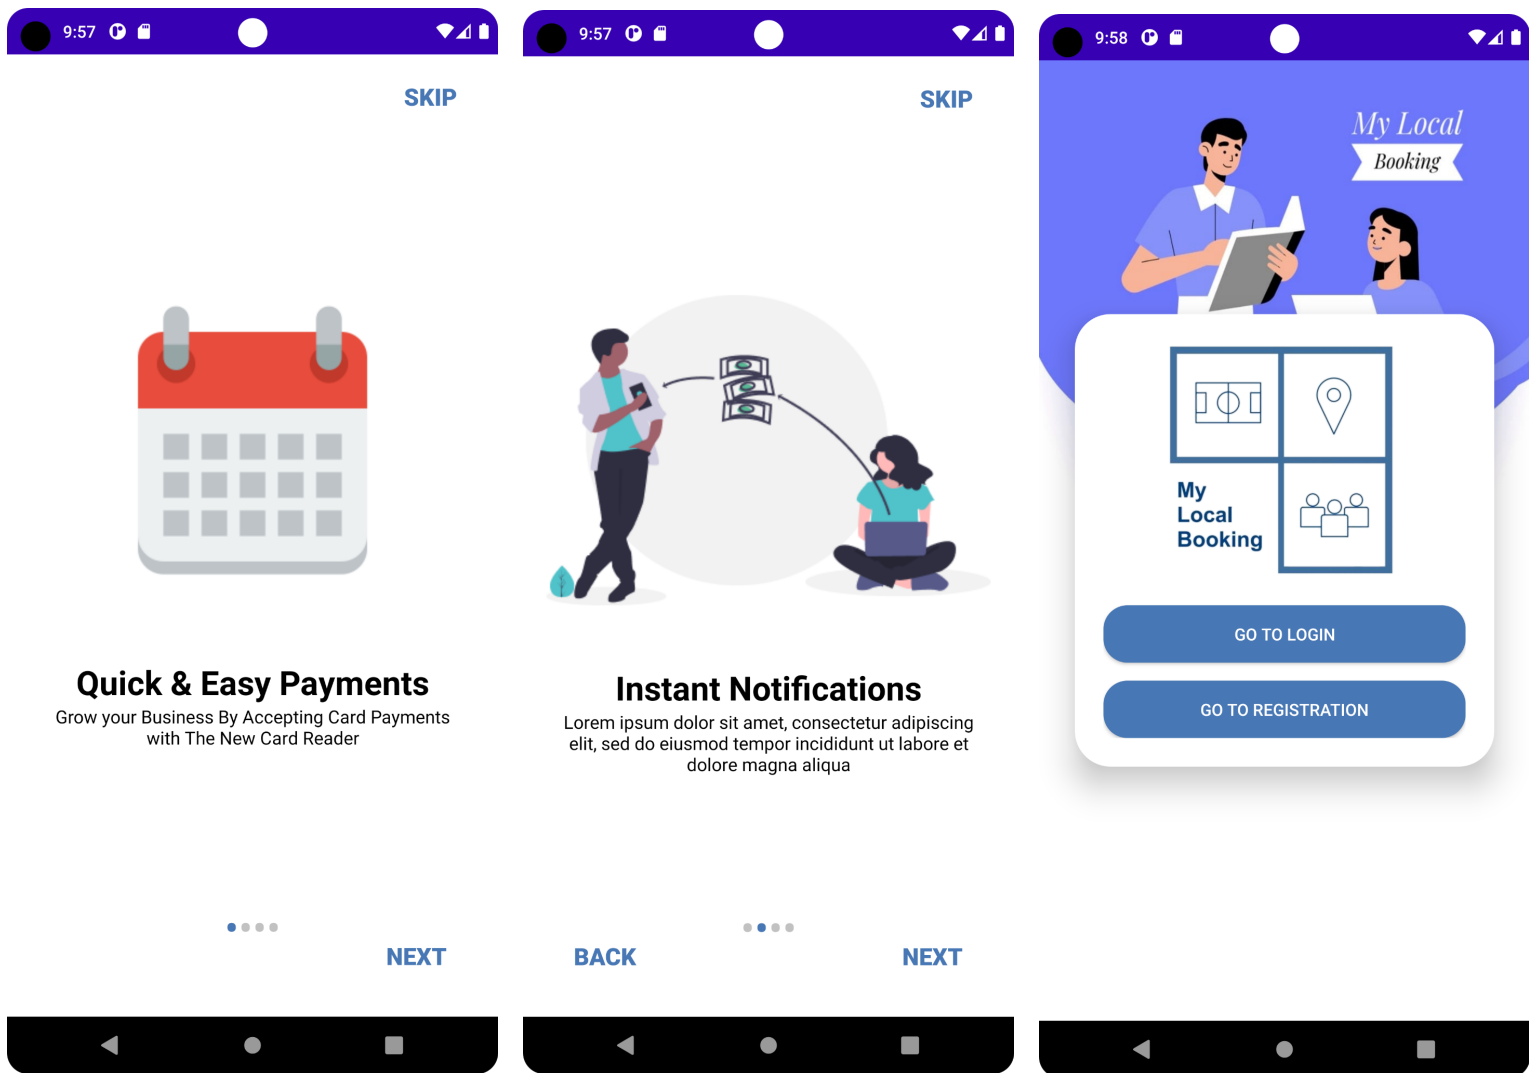 9:57
SKIP
Quick & Easy Payments
Grow your Business By Accepting Card Payments
with The New Card Reader
NEXT
9:57
SKIP
Instant Notifications
Lorem ipsum dolor sit amet, consectetur adipiscing
elit, sed do eiusmod tempor incididunt ut labore et
dolore magna aliqua
BACK
NEXT
9:58
My Local
Booking
My
Local
Booking
GO TO LOGIN
GO TO REGISTRATION